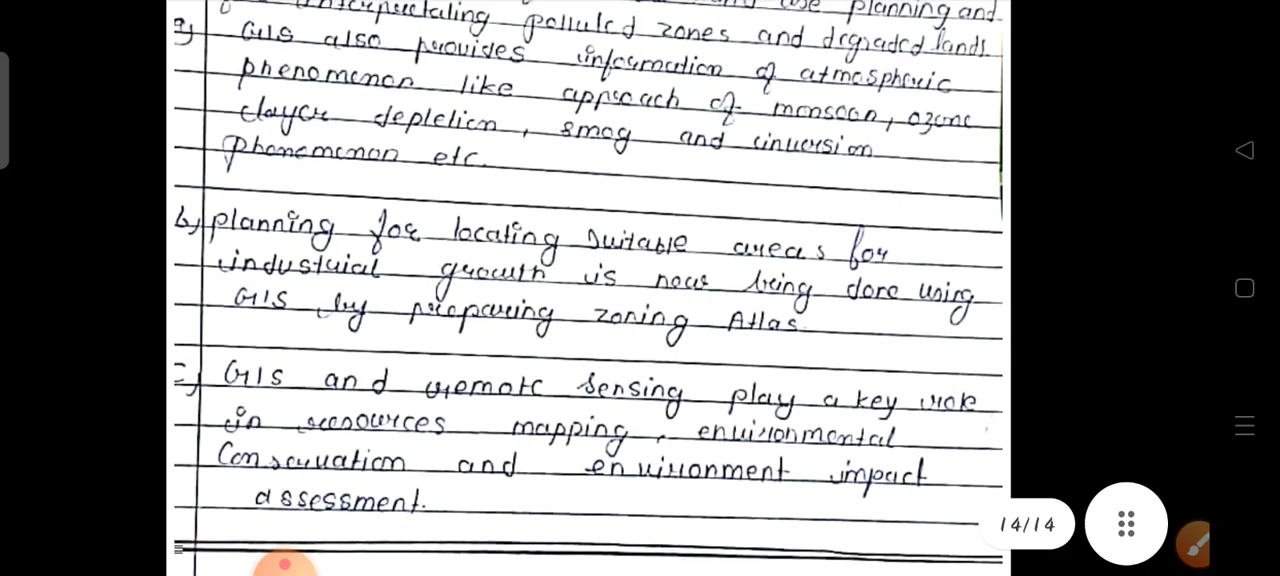 planning and
polluted zones and degraded lands
GIS also provides information of atmospheric
phenomenon like approach of monsoon, ozone
layer depletion, smog and inversion
phenomenon etc.
b) planning for locating suitable areas for
industrial growth is now being done using
GIS by preparing zoning Atlas.
GIS and remote sensing play a key role
in resources mapping, environmental
Conservation and environment impact
assessment.
14/14